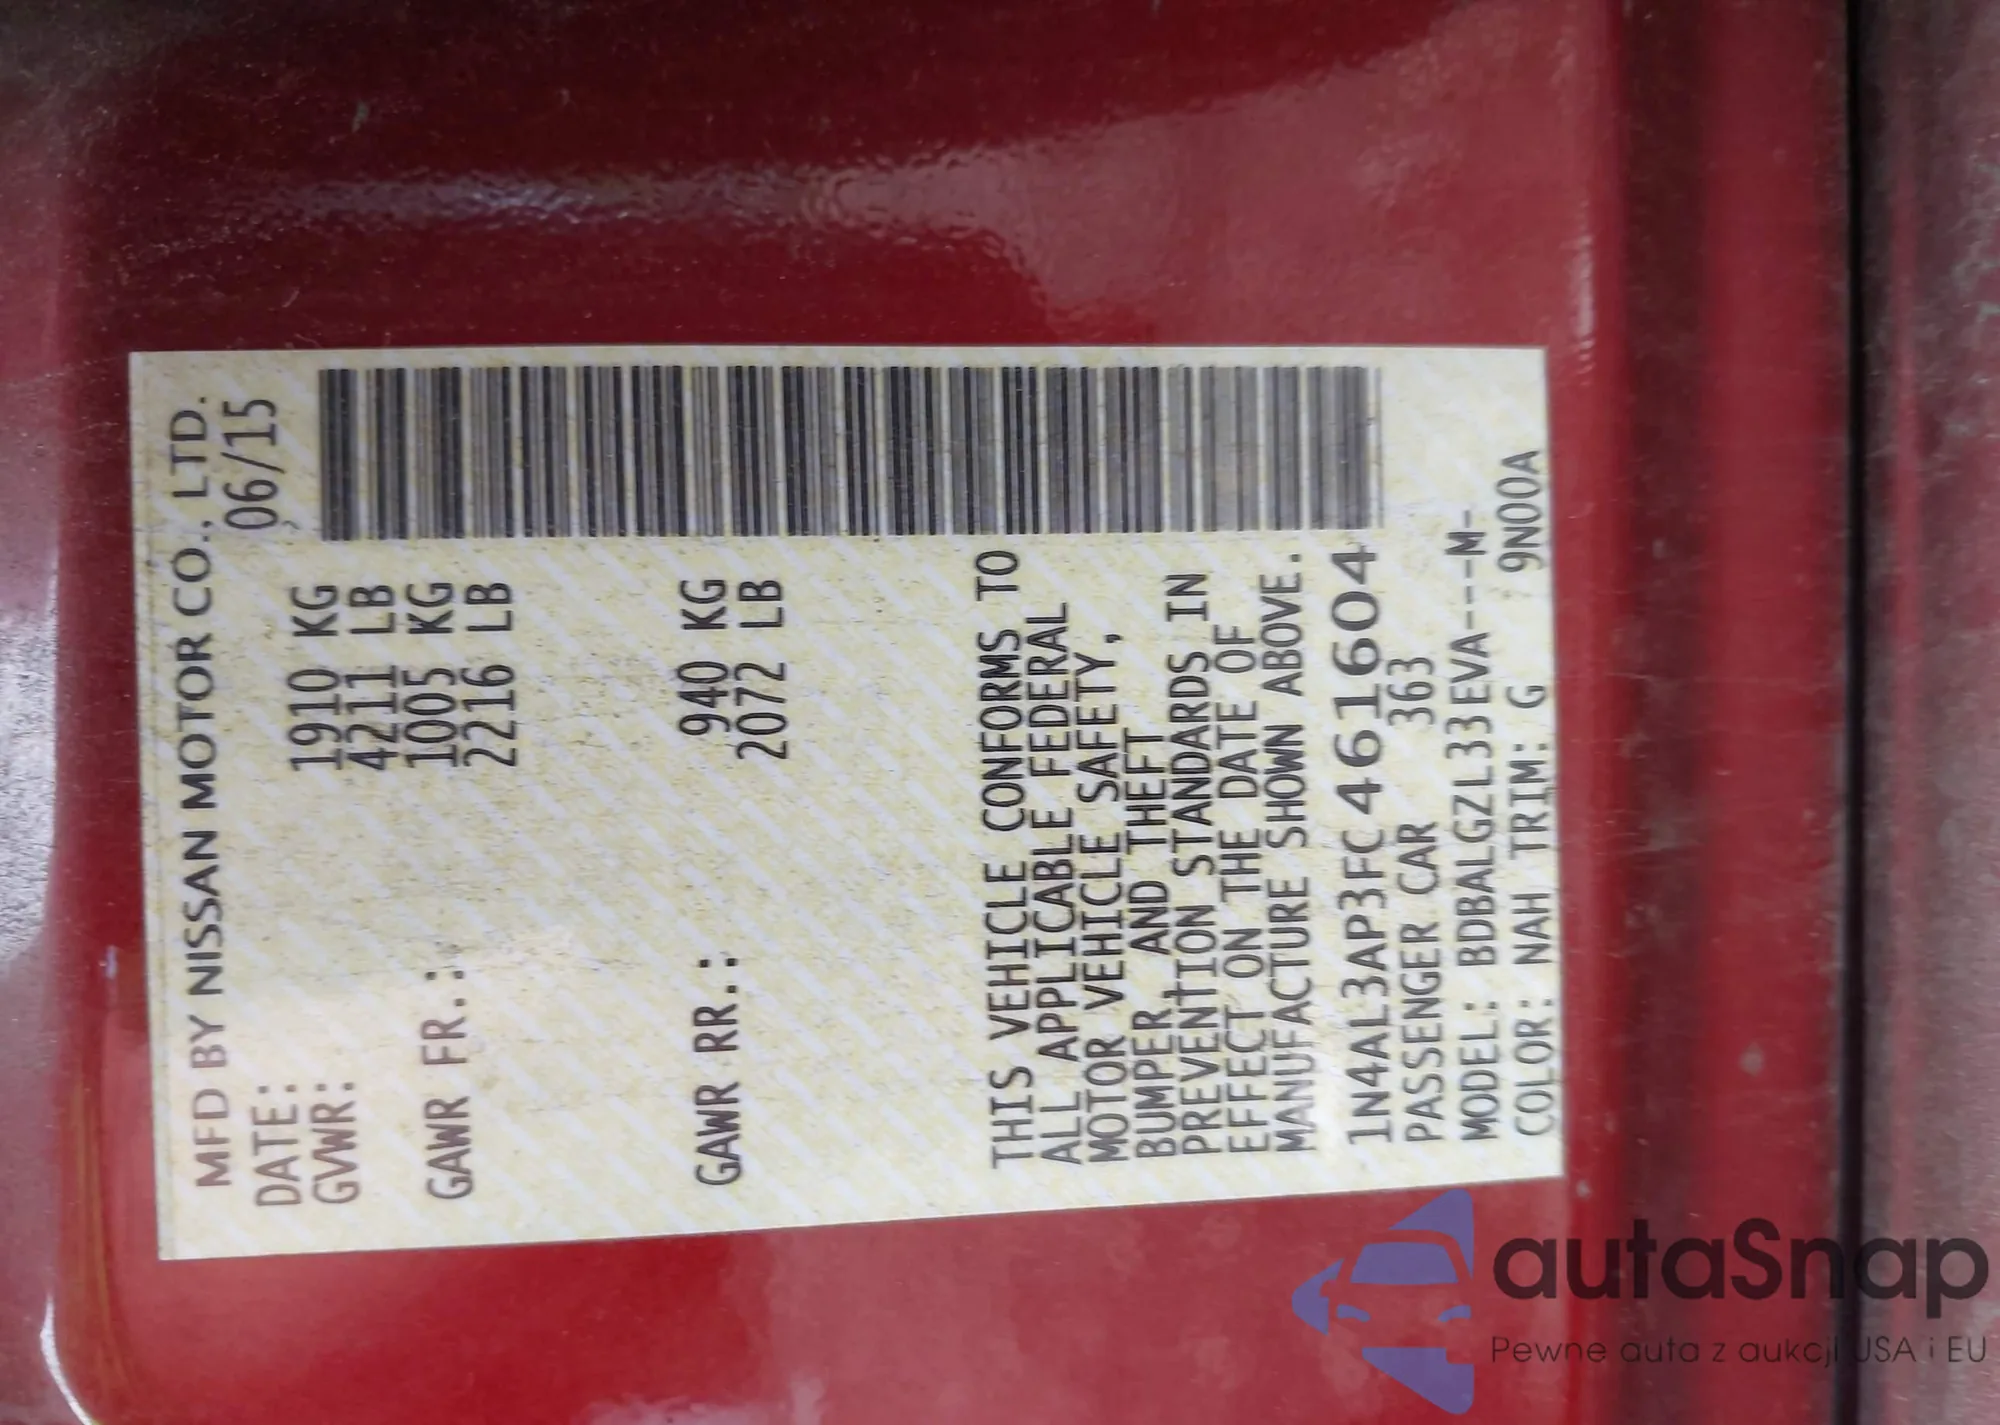 MFD BY NISSAN MOTOR CO., LTD.
DATE: 06/15
GVWR: 1910 KG
4211 LB
GAWR FR.: 1005 KG
2216 LB
GAWR RR.: 940 KG
2072 LB
THIS VEHICLE CONFORMS TO
ALL APPLICABLE FEDERAL
MOTOR VEHICLE SAFETY,
BUMPER AND THEFT
PREVENTION STANDARDS IN
EFFECT ON THE DATE OF
MANUFACTURE SHOWN ABOVE.
1N4AL3AP3FC461604
PASSENGER CAR 363
MODEL: BDBALGZL33EVA---M-
COLOR: NAH TRIM: G 9N00A
autaSnap
Pewne auta z aukcji USA i EU